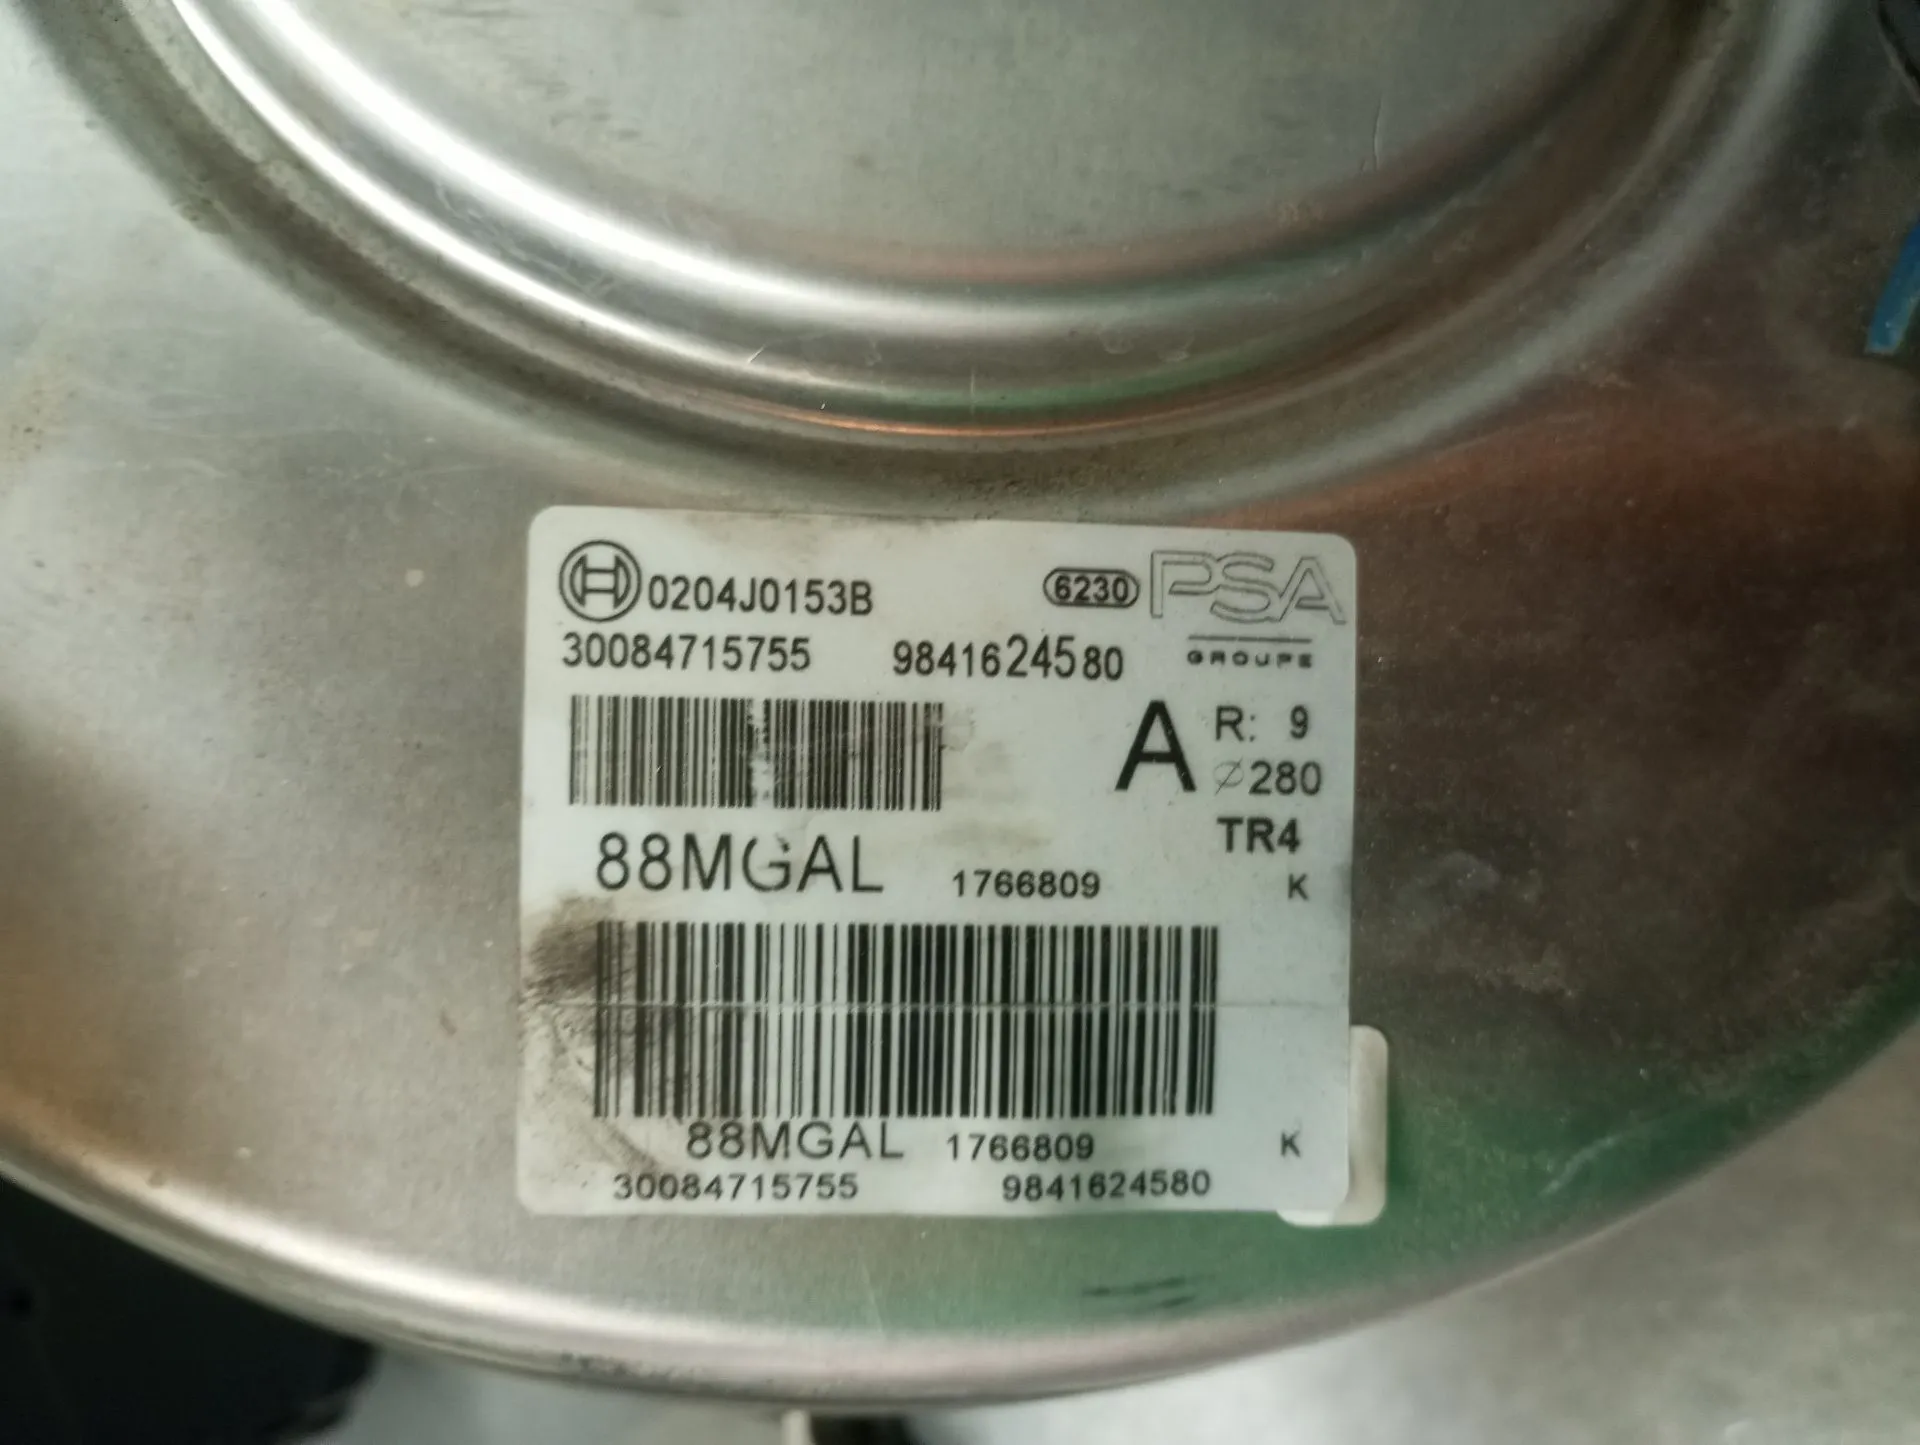 0204J0153B 6230 PSA
30084715755 9841624580 GROUPE
A R: 9
⌀280
TR4
88MGAL 1766809 K
88MGAL 1766809 K
30084715755 9841624580